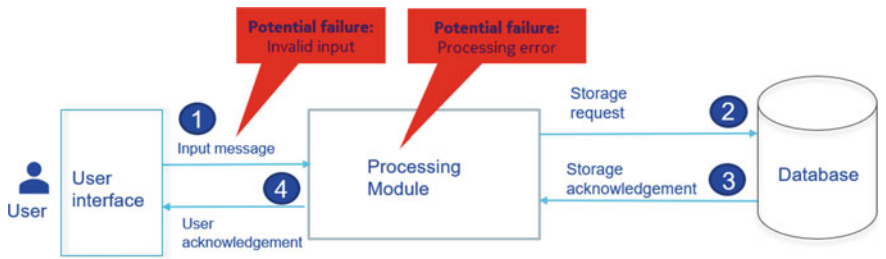 Potential failure:
Invalid input
Potential failure:
Processing error
1
Input message
Storage
request
2
User
User
interface
4
User
acknowledgement
Processing
Module
Storage
acknowledgement
3
Database